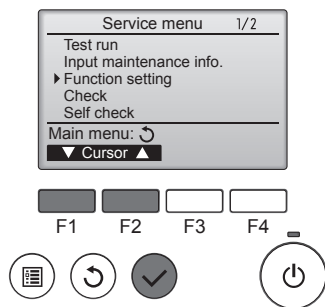 Service menu 1/2
Test run
Input maintenance info.
Function setting
Check
Self check
Main menu:
Cursor
F1 F2 F3 F4